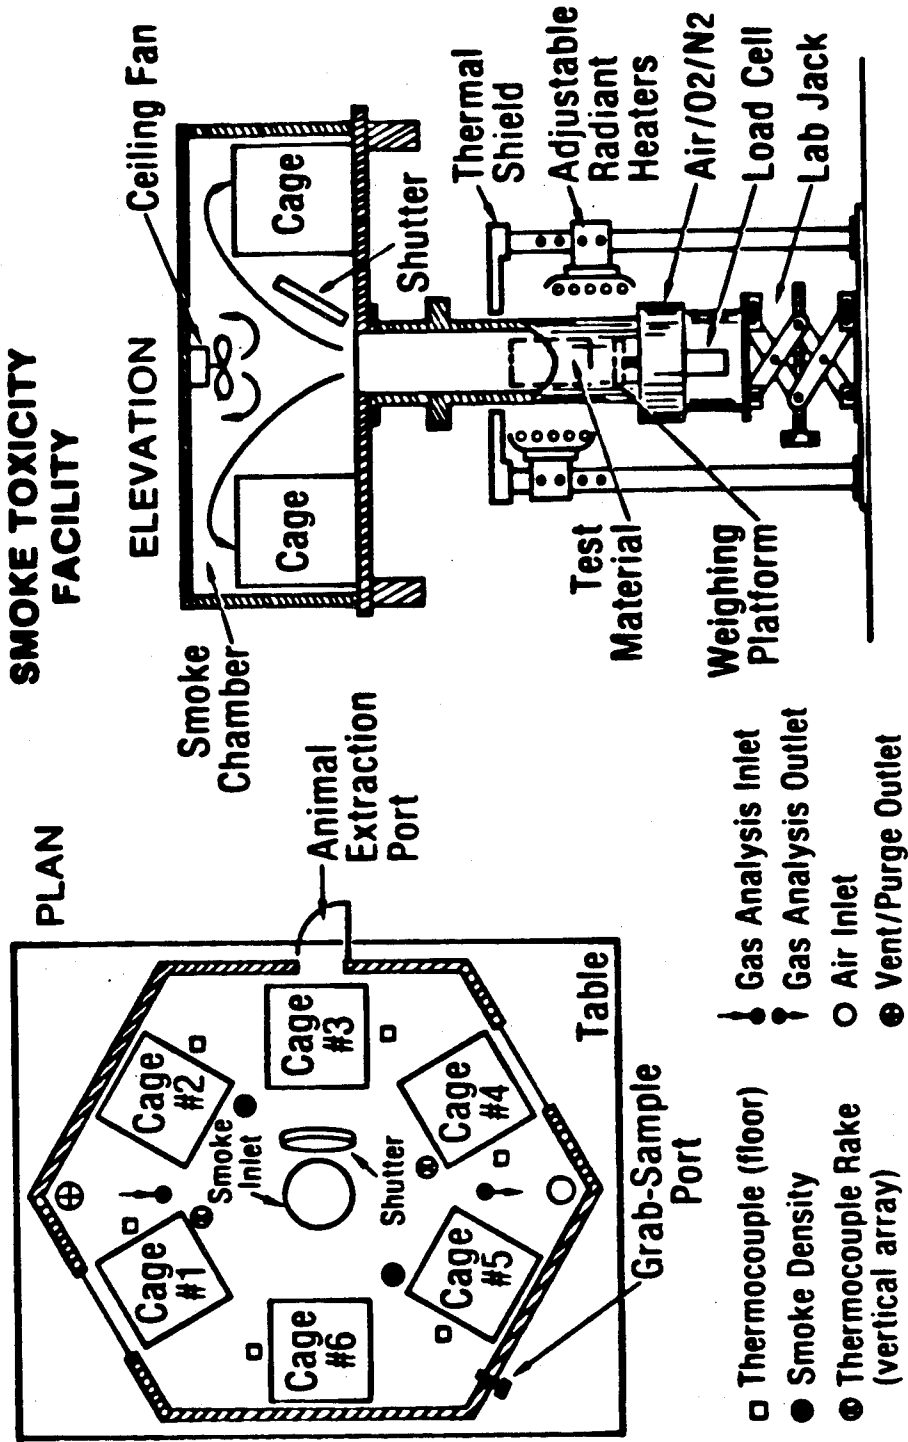 SMOKE TOXICITY
FACILITY
PLAN
Cage
#1
Cage
#2
Cage
#3
Cage
#4
Cage
#5
Cage
#6
Smoke
Inlet
Shutter
Table
Animal
Extraction
Port
Grab-Sample
Port
ELEVATION
Ceiling Fan
Smoke
Chamber
Cage
Cage
Shutter
Thermal
Shield
Adjustable
Radiant
Heaters
Air/O2/N2
Load Cell
Lab Jack
Test
Material
Weighing
Platform
Thermocouple (floor)
Smoke Density
Thermocouple Rake
(vertical array)
Gas Analysis Inlet
Gas Analysis Outlet
Air Inlet
Vent/Purge Outlet